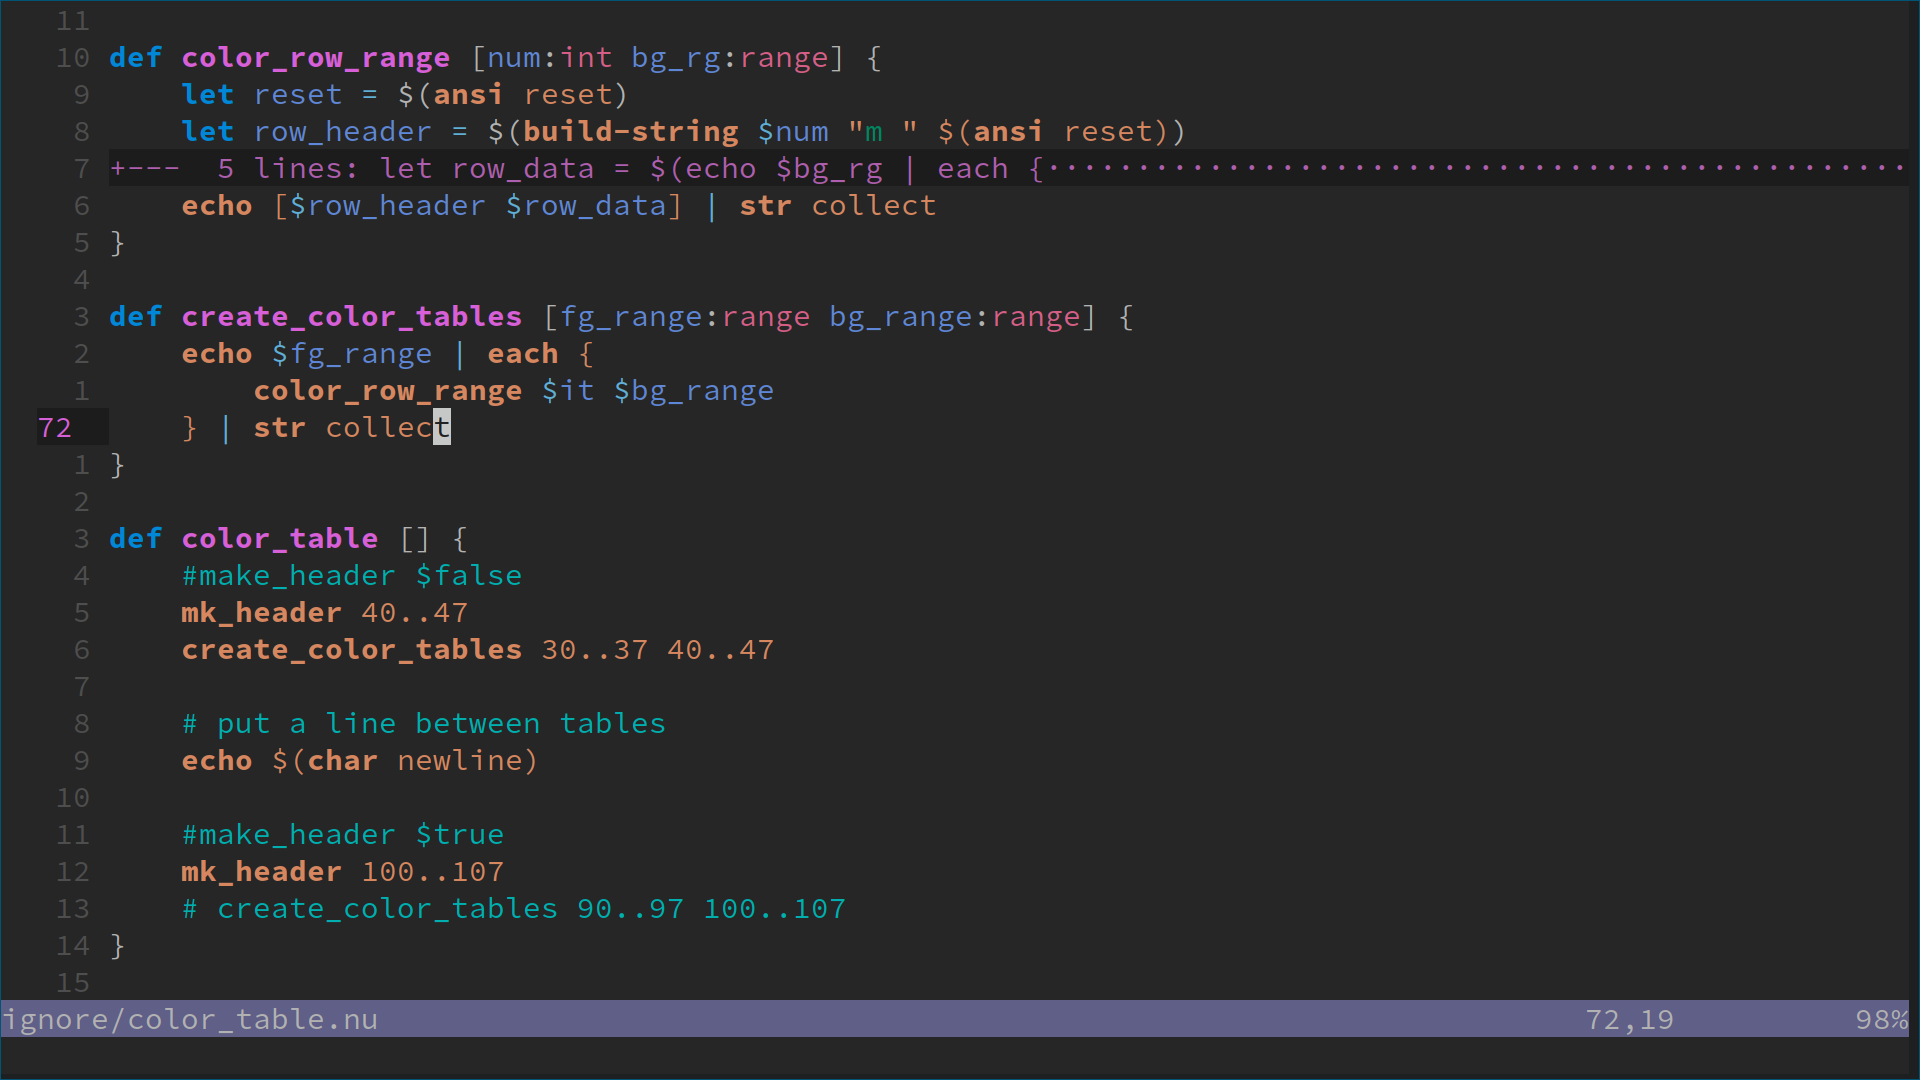 11
10 def color_row_range [num:int bg_rg:range] {
9     let reset = $(ansi reset)
8     let row_header = $(build-string $num "m " $(ansi reset))
7 +---  5 lines: let row_data = $(echo $bg_rg | each {················································
6     echo [$row_header $row_data] | str collect
5 }
4
3 def create_color_tables [fg_range:range bg_range:range] {
2     echo $fg_range | each {
1         color_row_range $it $bg_range
72     } | str collect
1 }
2
3 def color_table [] {
4     #make_header $false
5     mk_header 40..47
6     create_color_tables 30..37 40..47
7
8     # put a line between tables
9     echo $(char newline)
10
11     #make_header $true
12     mk_header 100..107
13     # create_color_tables 90..97 100..107
14 }
15
ignore/color_table.nu 72,19 98%